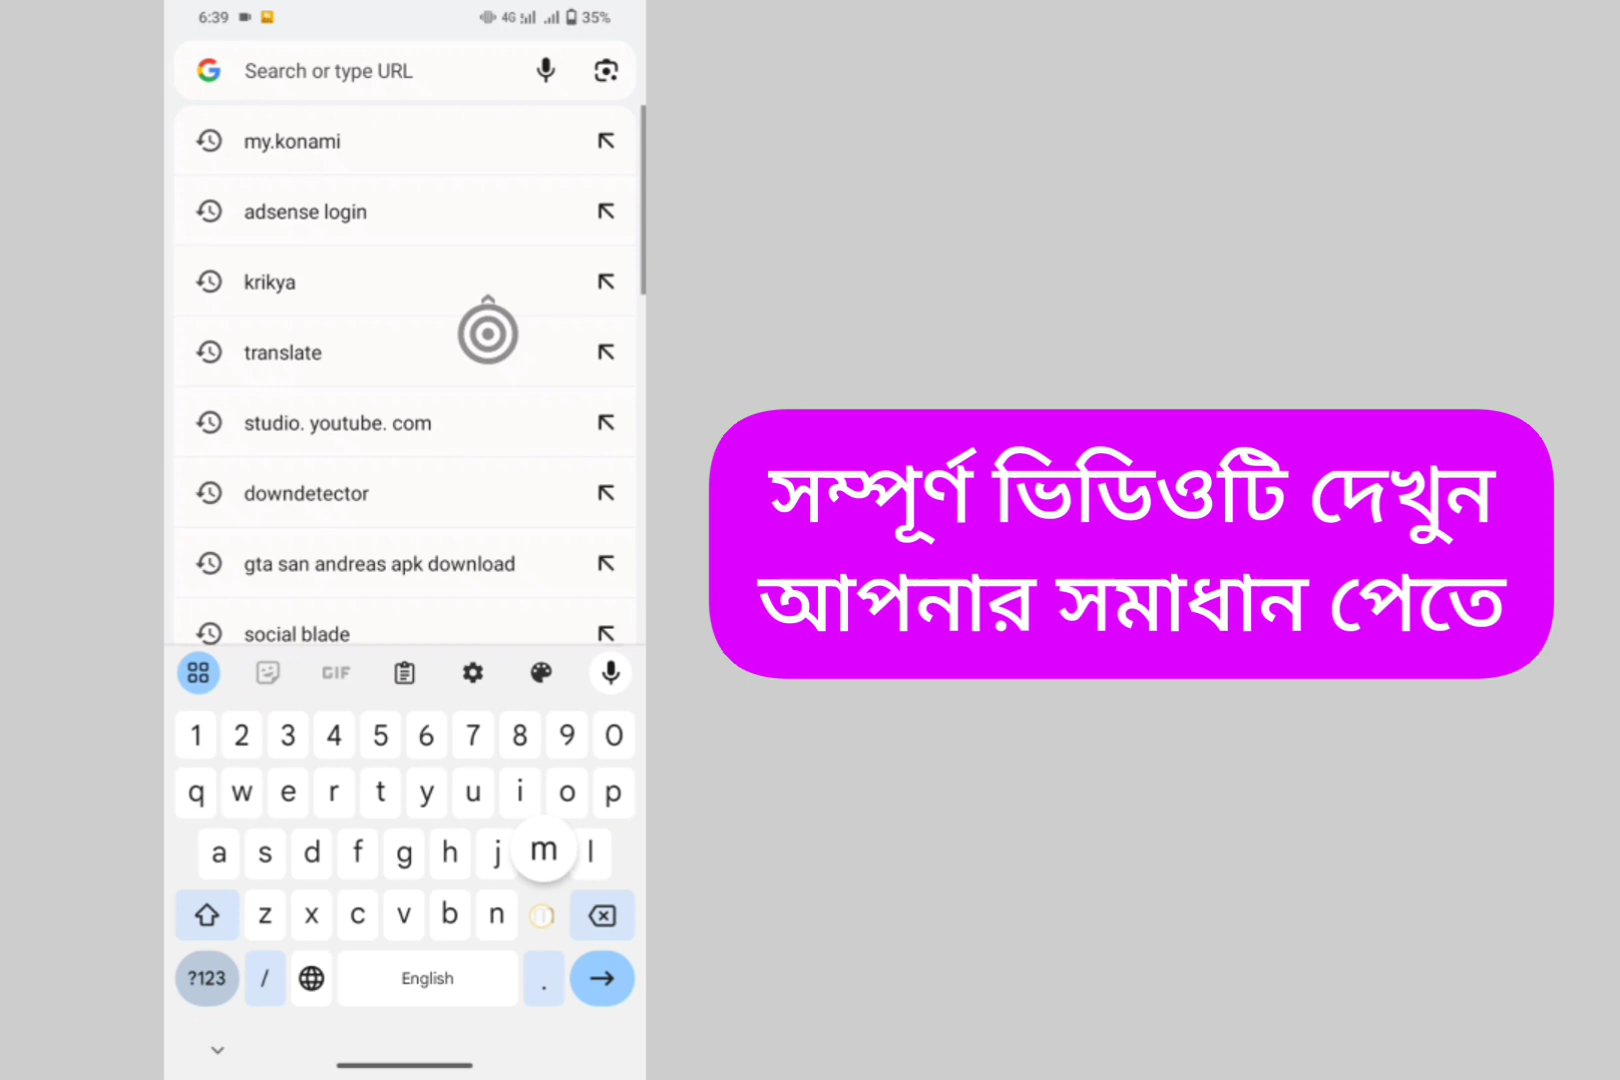 6:39 4G 35%
Search or type URL
my.konami
adsense login
krikya
translate
studio. youtube. com
downdetector
gta san andreas apk download
social blade
GIF
1 2 3 4 5 6 7 8 9 0
q w e r t y u i o p
a s d f g h j m l
z x c v b n m
?123 / English .
সম্পূর্ণ ভিডিওটি দেখুন
আপনার সমাধান পেতে